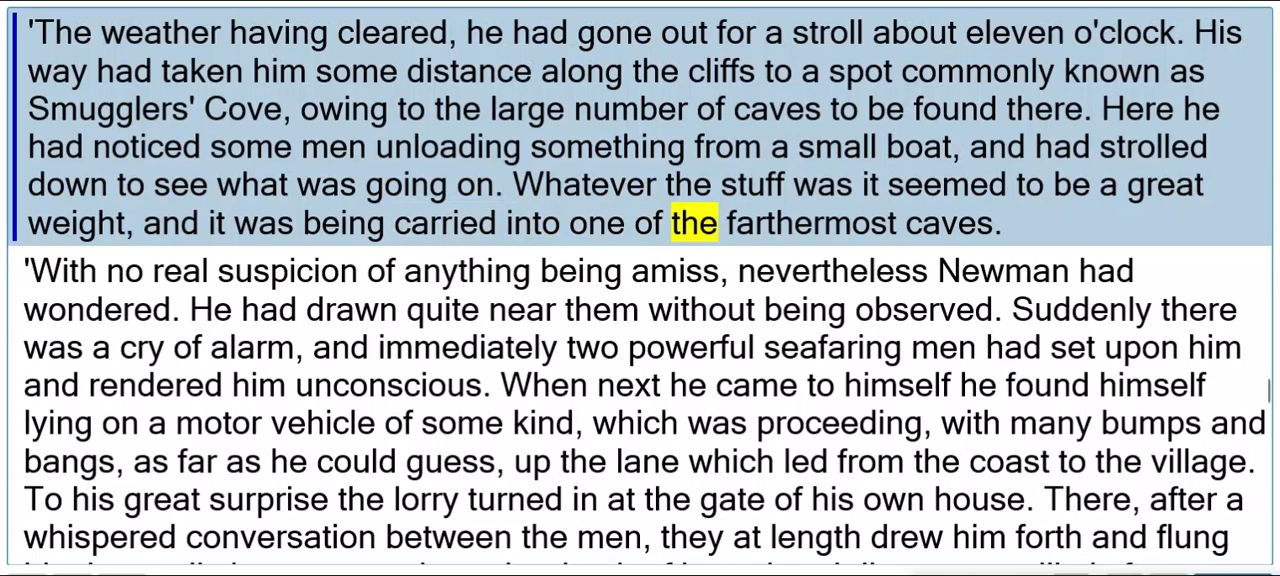 'The weather having cleared, he had gone out for a stroll about eleven o'clock. His
way had taken him some distance along the cliffs to a spot commonly known as
Smugglers' Cove, owing to the large number of caves to be found there. Here he
had noticed some men unloading something from a small boat, and had strolled
down to see what was going on. Whatever the stuff was it seemed to be a great
weight, and it was being carried into one of the farthermost caves.
'With no real suspicion of anything being amiss, nevertheless Newman had
wondered. He had drawn quite near them without being observed. Suddenly there
was a cry of alarm, and immediately two powerful seafaring men had set upon him
and rendered him unconscious. When next he came to himself he found himself
lying on a motor vehicle of some kind, which was proceeding, with many bumps and
bangs, as far as he could guess, up the lane which led from the coast to the village.
To his great surprise the lorry turned in at the gate of his own house. There, after a
whispered conversation between the men, they at length drew him forth and flung